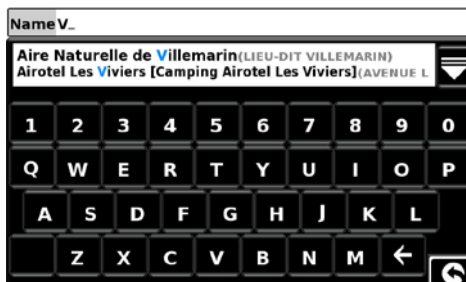 Name V_
Aire Naturelle de Villemarin(LIEU-DIT VILLEMARIN)
Airotel Les Viviers [Camping Airotel Les Viviers](AVENUE L
1 2 3 4 5 6 7 8 9 0
Q W E R T Y U I O P
A S D F G H J K L
Z X C V B N M ←